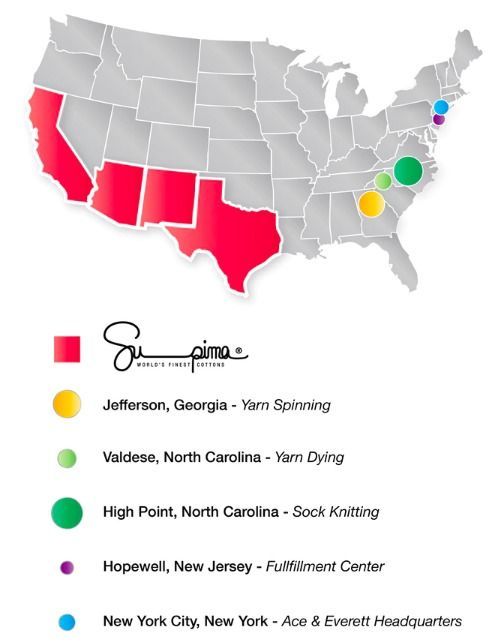 Supima®
WORLD'S FINEST COTTONS
Jefferson, Georgia - Yarn Spinning
Valdese, North Carolina - Yarn Dying
High Point, North Carolina - Sock Knitting
Hopewell, New Jersey - Fullfillment Center
New York City, New York - Ace & Everett Headquarters